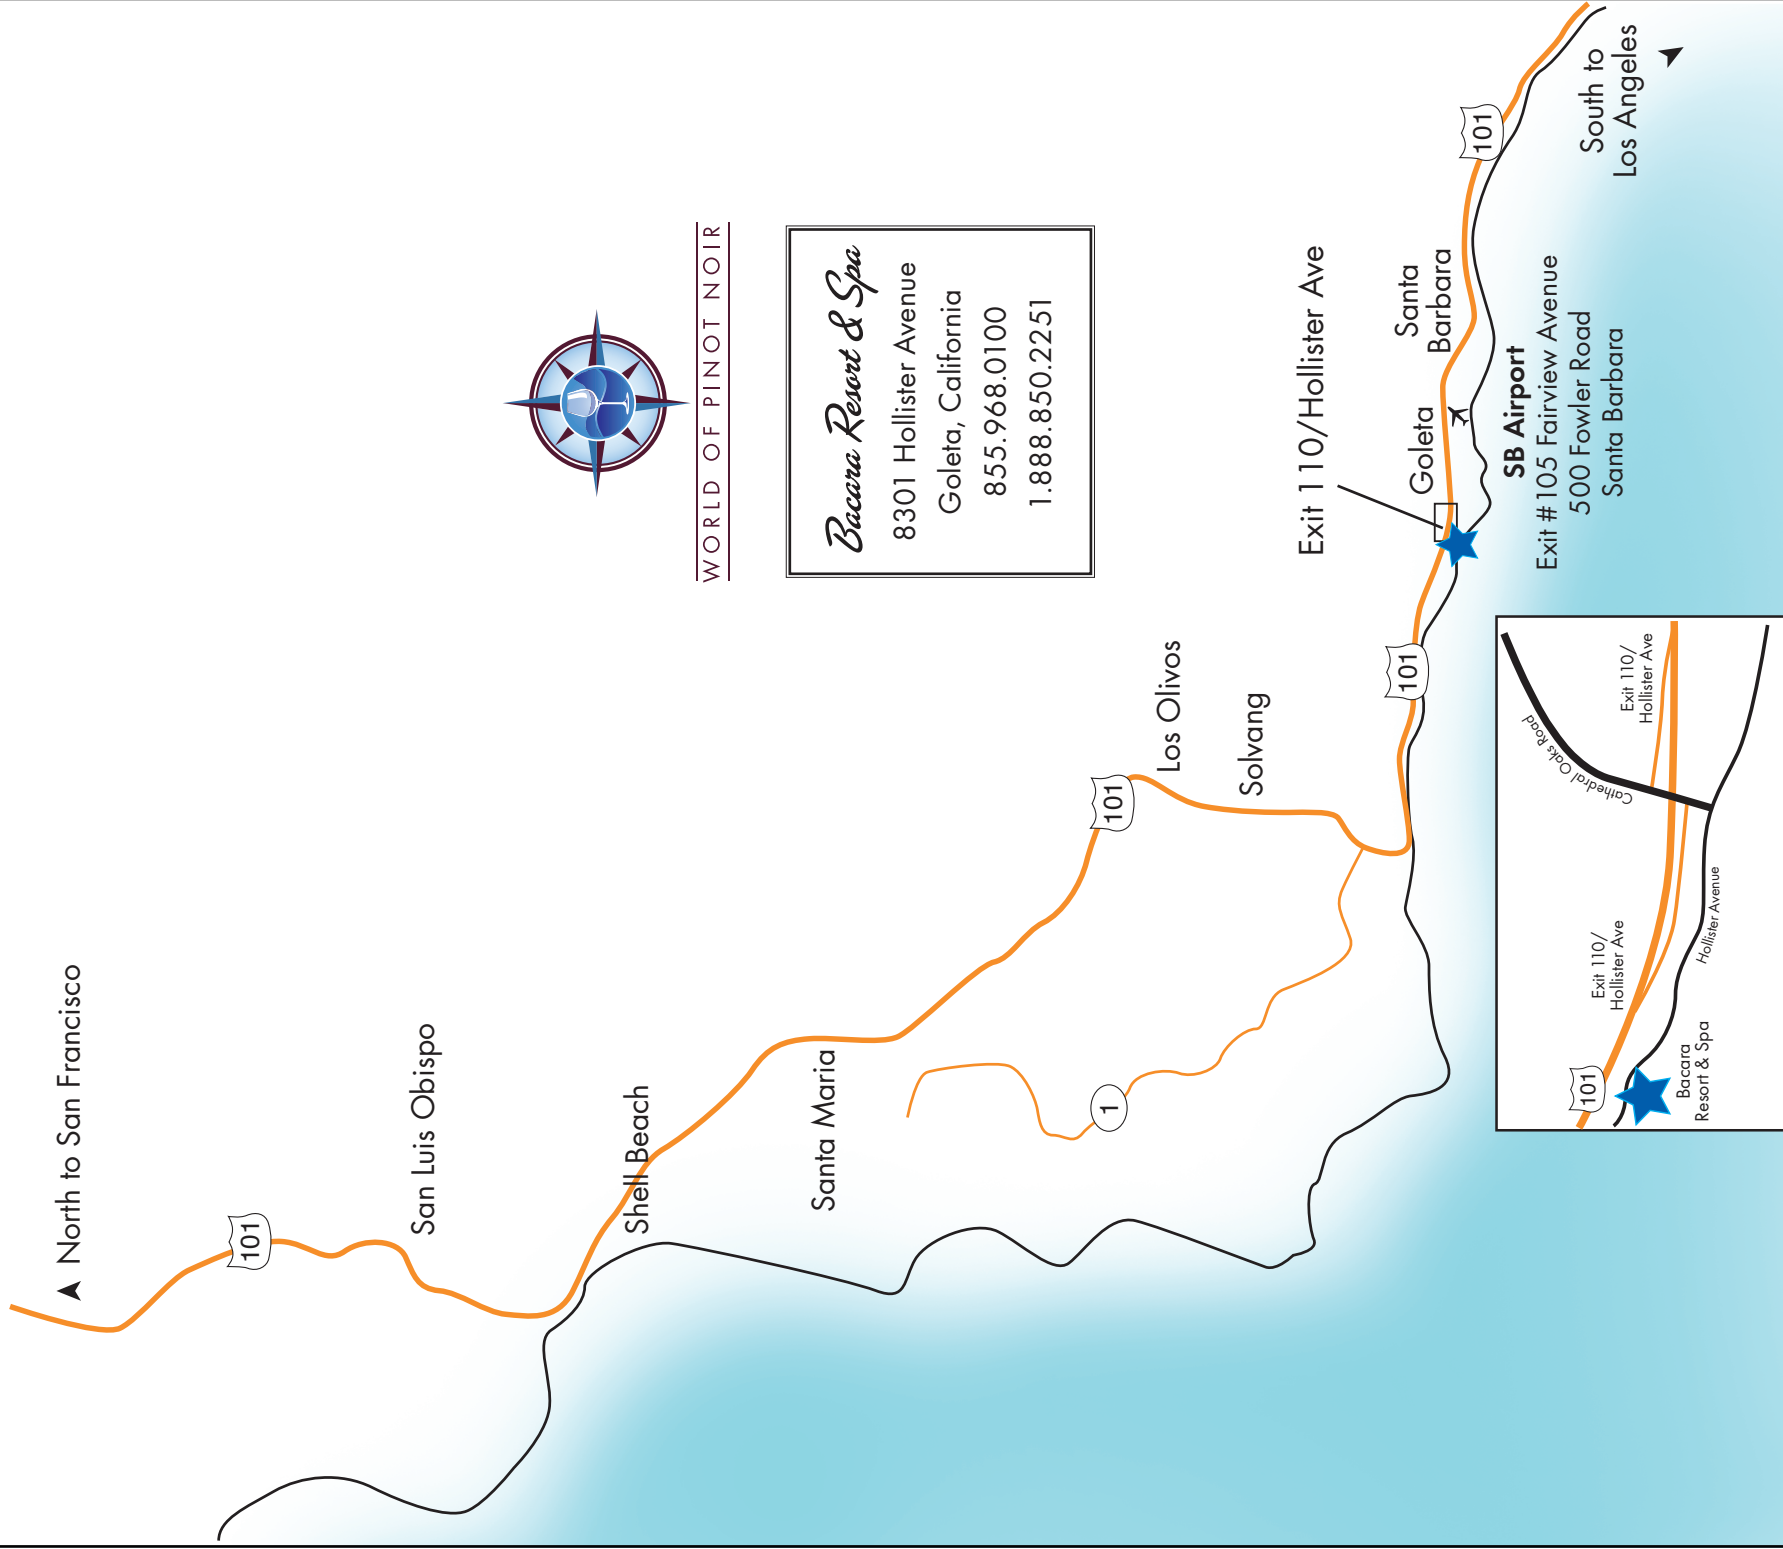 North to San Francisco
101
San Luis Obispo
Shell Beach
Santa Maria
1
101
Los Olivos
Solvang
101
WORLD OF PINOT NOIR
Bacara Resort & Spa
8301 Hollister Avenue
Goleta, California
855.968.0100
1.888.850.2251
Exit 110/Hollister Ave
Goleta
Santa
Barbara
101
SB Airport
Exit #105 Fairview Avenue
500 Fowler Road
Santa Barbara
South to
Los Angeles
101
Bacara
Resort & Spa
Exit 110/
Hollister Ave
Hollister Avenue
Cathedral Oaks Road
Exit 110/
Hollister Ave